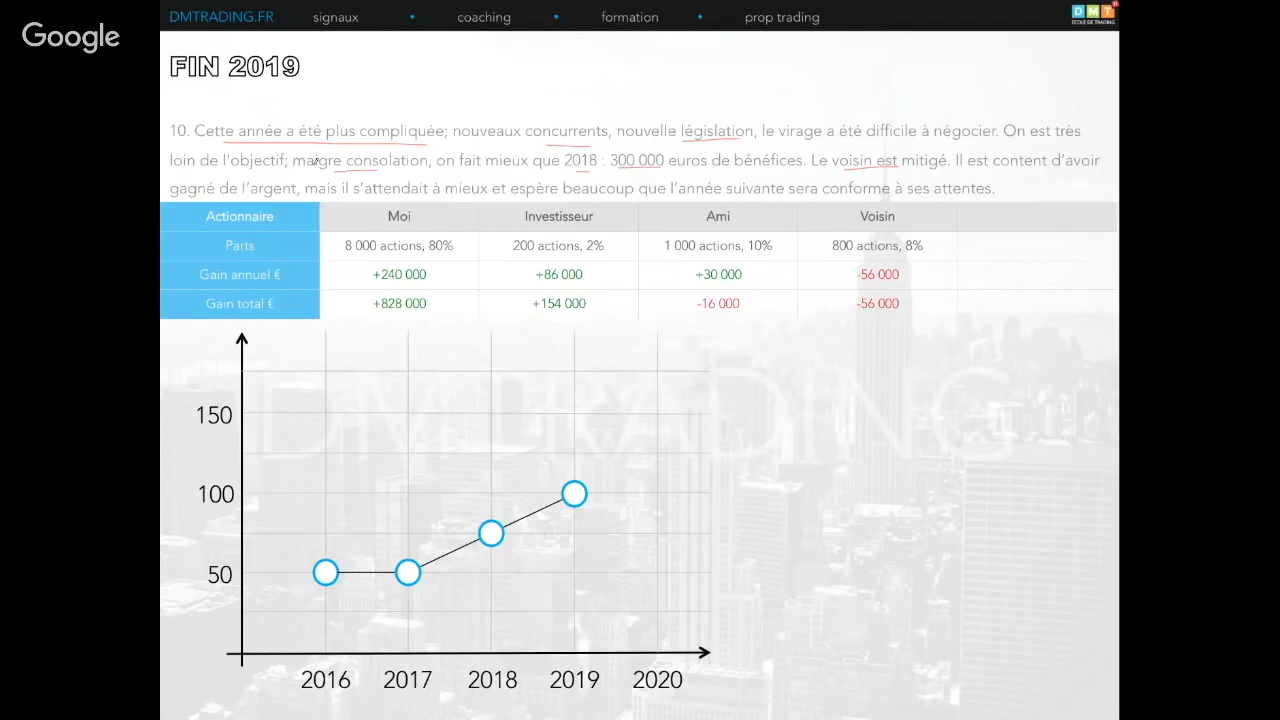 Google
DMTRADING.FR signaux • coaching • formation • prop trading
DMT
ECOLE DE TRADING
FIN 2019
10. Cette année a été plus compliquée; nouveaux concurrents, nouvelle législation, le virage a été difficile à négocier. On est très
loin de l'objectif; maigre consolation, on fait mieux que 2018 : 300 000 euros de bénéfices. Le voisin est mitigé. Il est content d'avoir
gagné de l'argent, mais il s'attendait à mieux et espère beaucoup que l'année suivante sera conforme à ses attentes.
Actionnaire Moi Investisseur Ami Voisin
Parts 8 000 actions, 80% 200 actions, 2% 1 000 actions, 10% 800 actions, 8%
Gain annuel € +240 000 +86 000 +30 000 -56 000
Gain total € +828 000 +154 000 -16 000 -56 000
DMTRADING
150
100
50
2016 2017 2018 2019 2020